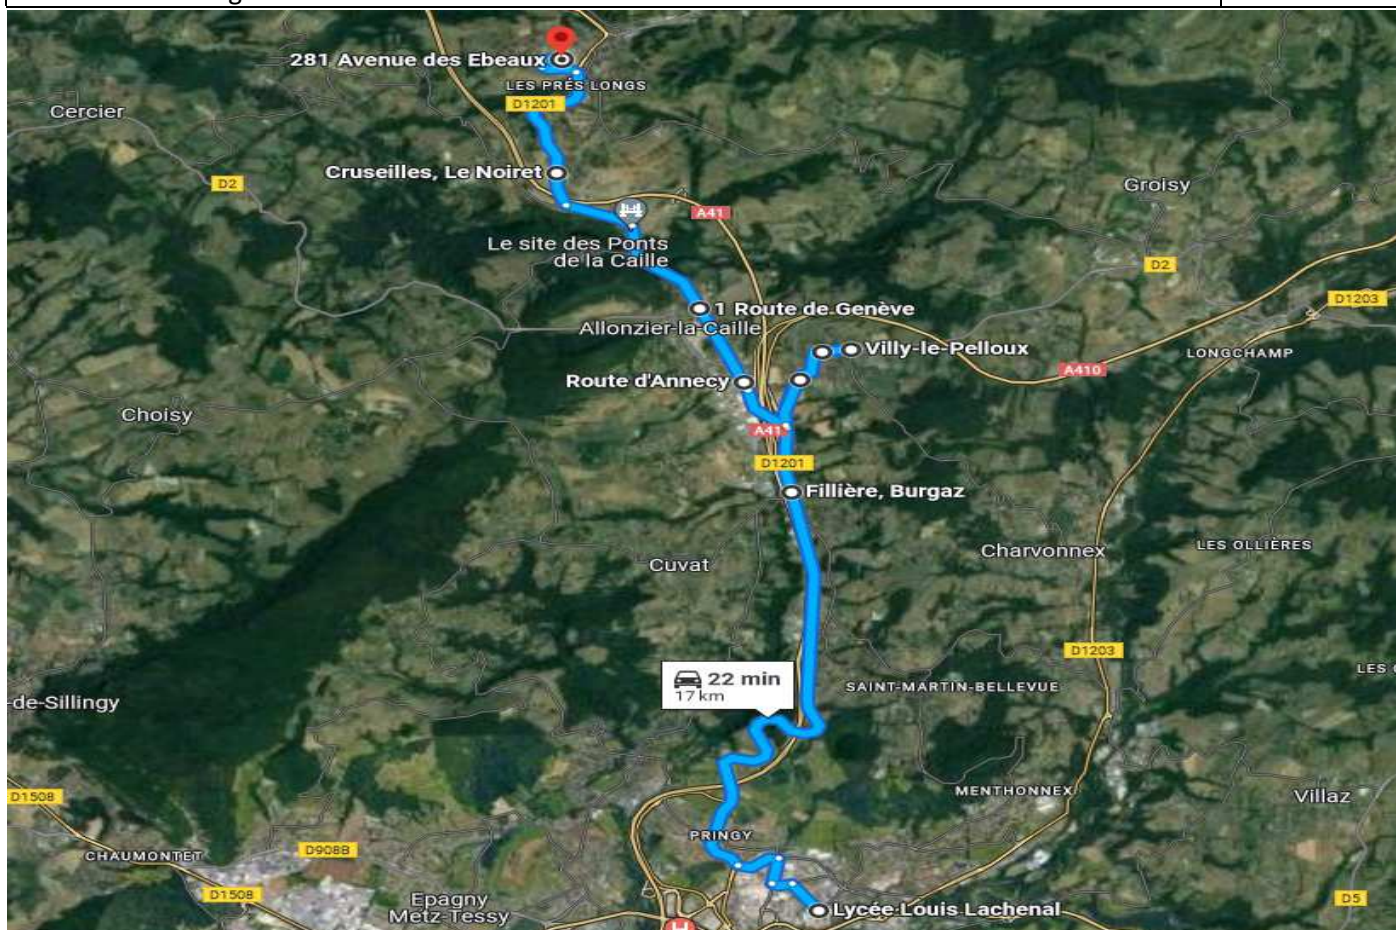 281 Avenue des Ebeaux
LES PRÉS LONGS
D1201
Cercier
Cruseilles, Le Noiret
D2
Groisy
A41
Le site des Ponts
de la Caille
D2
D1203
1 Route de Genève
Allonzier-la-Caille
Villy-le-Pelloux
LONGCHAMP
A410
Route d'Annecy
Choisy
A41
D1201
Fillière, Burgaz
Charvonnex
LES OLLIÈRES
Cuvat
D1203
LES
22 min
17 km
SAINT-MARTIN-BELLEVUE
-de-Sillingy
MENTHONNEX
Villaz
D1508
PRINGY
D908B
CHAUMONTET
D1508
Epagny
Metz-Tessy
D5
Lycée Louis Lachenal
H